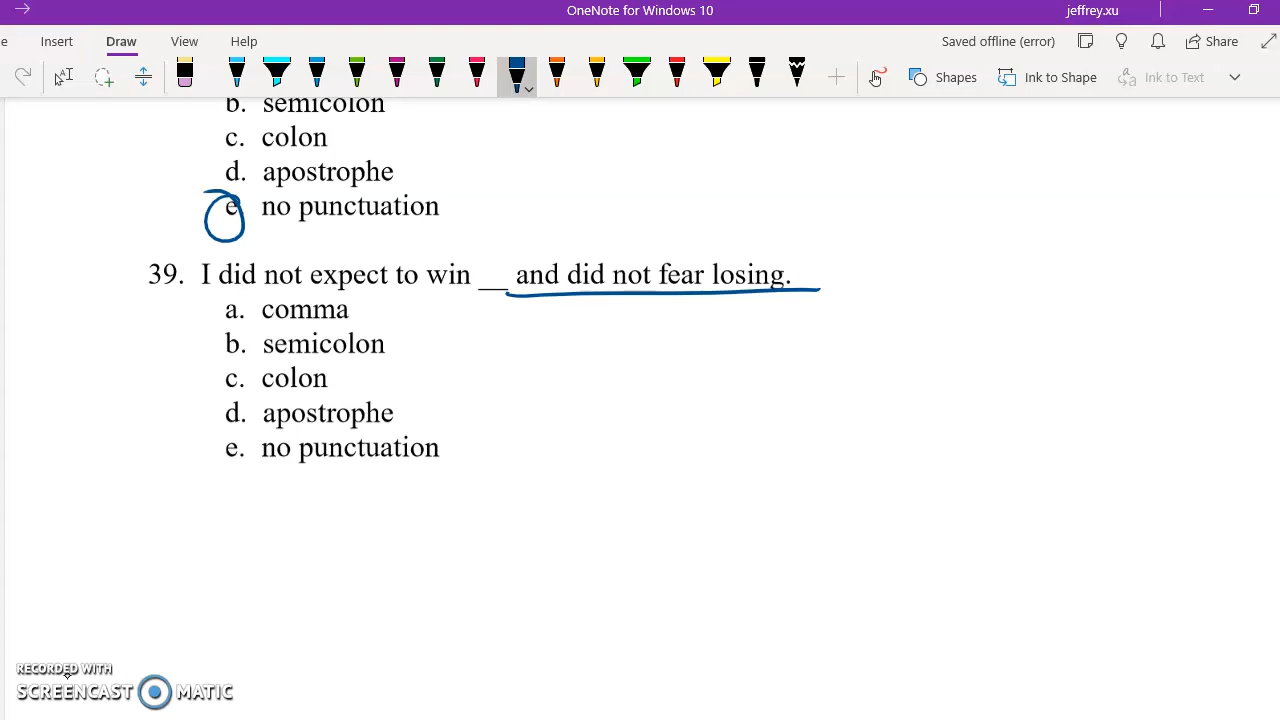 OneNote for Windows 10
jeffrey.xu
e Insert Draw View Help
Saved offline (error) Share
Shapes Ink to Shape Ink to Text
b. semicolon
c. colon
d. apostrophe
e no punctuation
39. I did not expect to win __ and did not fear losing.
a. comma
b. semicolon
c. colon
d. apostrophe
e. no punctuation
RECORDED WITH
SCREENCAST MATIC